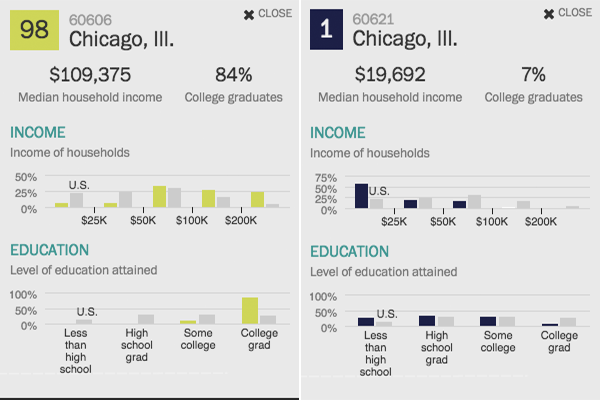 98
60606
Chicago, Ill.
✖ CLOSE
$109,375
Median household income
84%
College graduates
INCOME
Income of households
50%
25%
0%
U.S.
$25K $50K $100K $200K
EDUCATION
Level of education attained
100%
50%
0%
U.S.
Less than high school
High school grad
Some college
College grad
1
60621
Chicago, Ill.
✖ CLOSE
$19,692
Median household income
7%
College graduates
INCOME
Income of households
75%
50%
25%
0%
U.S.
$25K $50K $100K $200K
EDUCATION
Level of education attained
100%
50%
0%
U.S.
Less than high school
High school grad
Some college
College grad